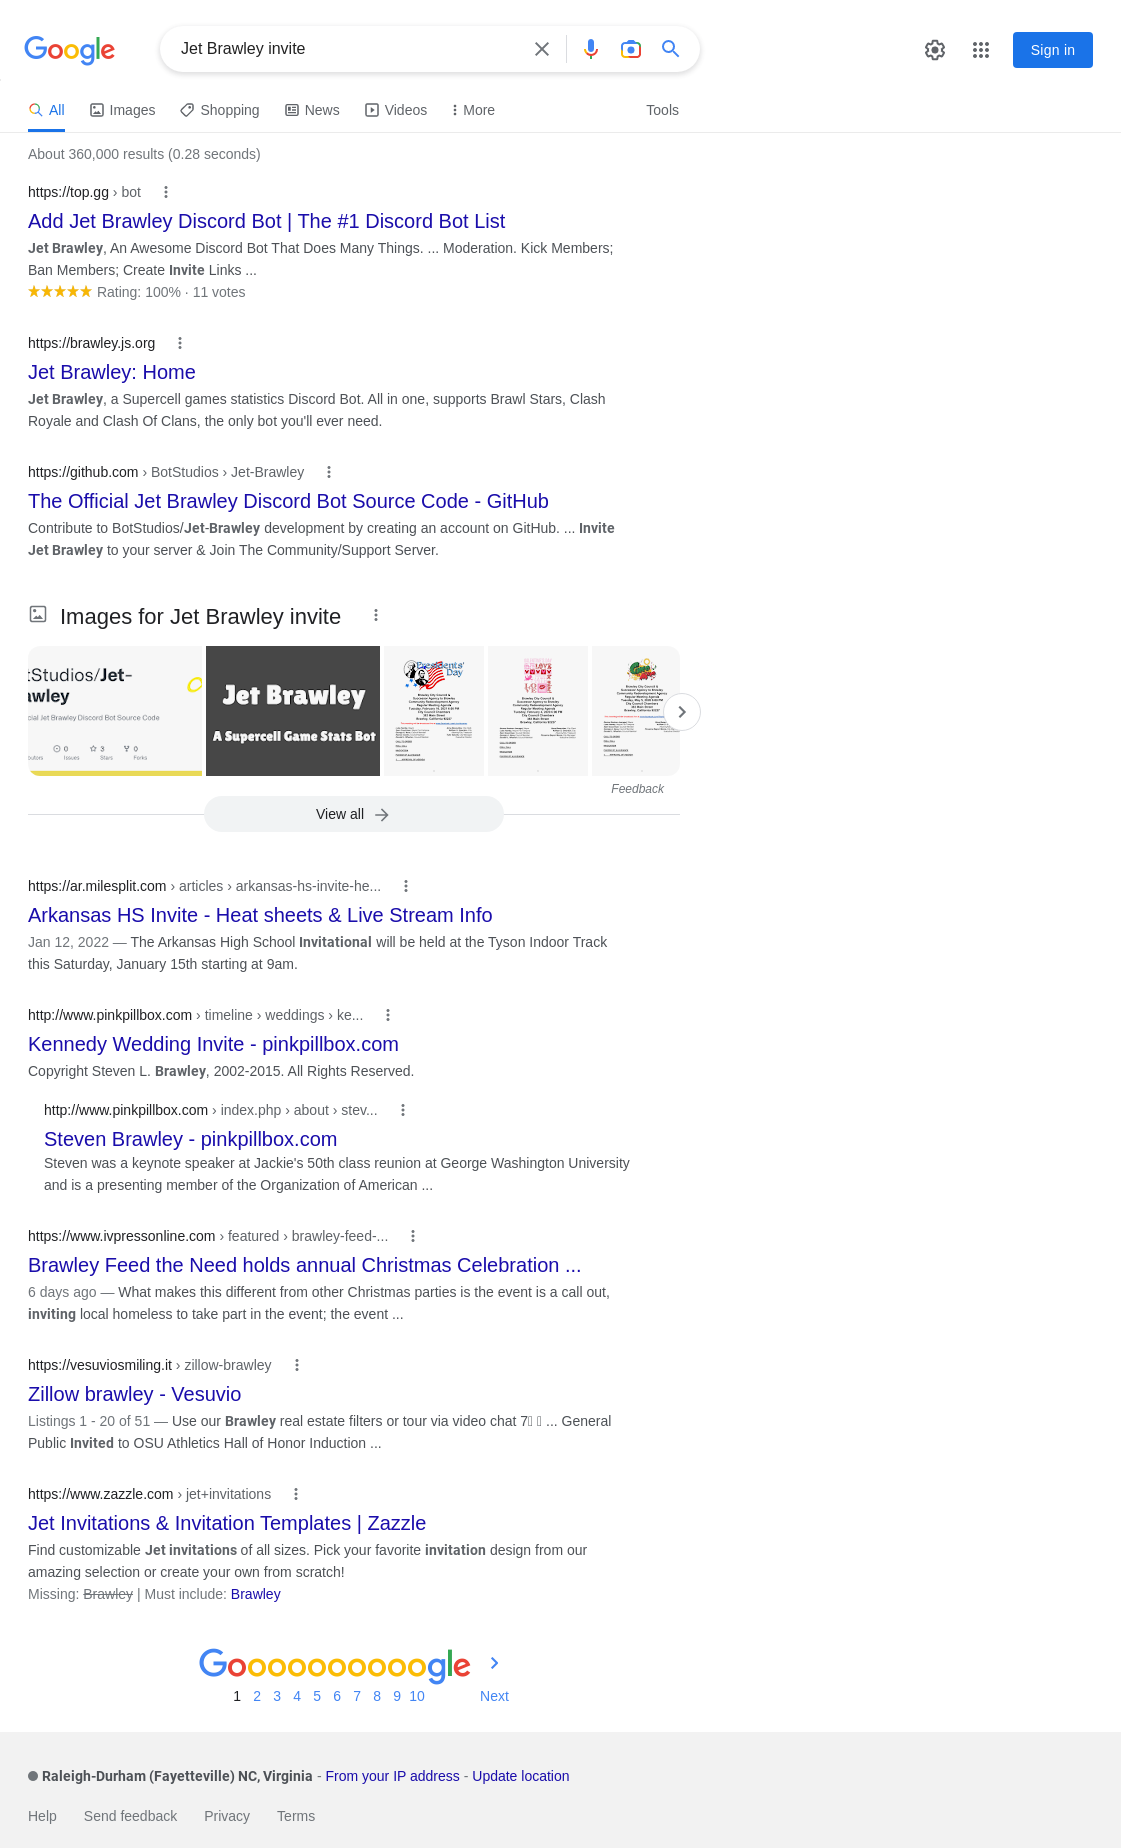 Google
Jet Brawley invite
Sign in
All
Images
Shopping
News
Videos
More
Tools
About 360,000 results (0.28 seconds)
https://top.gg › bot
Add Jet Brawley Discord Bot | The #1 Discord Bot List
Jet Brawley, An Awesome Discord Bot That Does Many Things. ... Moderation. Kick Members;
Ban Members; Create Invite Links ...
Rating: 100% · 11 votes
https://brawley.js.org
Jet Brawley: Home
Jet Brawley, a Supercell games statistics Discord Bot. All in one, supports Brawl Stars, Clash
Royale and Clash Of Clans, the only bot you'll ever need.
https://github.com › BotStudios › Jet-Brawley
The Official Jet Brawley Discord Bot Source Code - GitHub
Contribute to BotStudios/Jet-Brawley development by creating an account on GitHub. ... Invite
Jet Brawley to your server & Join The Community/Support Server.
Images for Jet Brawley invite
tStudios/Jet-
wley
cial Jet Brawley Discord Bot Source Code
0 3 0
butors Issues Stars Forks
Jet Brawley
A Supercell Game Stats Bot
Presidents'
Day
LOVE
Feedback
View all
https://ar.milesplit.com › articles › arkansas-hs-invite-he...
Arkansas HS Invite - Heat sheets & Live Stream Info
Jan 12, 2022 — The Arkansas High School Invitational will be held at the Tyson Indoor Track
this Saturday, January 15th starting at 9am.
http://www.pinkpillbox.com › timeline › weddings › ke...
Kennedy Wedding Invite - pinkpillbox.com
Copyright Steven L. Brawley, 2002-2015. All Rights Reserved.
http://www.pinkpillbox.com › index.php › about › stev...
Steven Brawley - pinkpillbox.com
Steven was a keynote speaker at Jackie's 50th class reunion at George Washington University
and is a presenting member of the Organization of American ...
https://www.ivpressonline.com › featured › brawley-feed-...
Brawley Feed the Need holds annual Christmas Celebration ...
6 days ago — What makes this different from other Christmas parties is the event is a call out,
inviting local homeless to take part in the event; the event ...
https://vesuviosmiling.it › zillow-brawley
Zillow brawley - Vesuvio
Listings 1 - 20 of 51 — Use our Brawley real estate filters or tour via video chat 7 ... General
Public Invited to OSU Athletics Hall of Honor Induction ...
https://www.zazzle.com › jet+invitations
Jet Invitations & Invitation Templates | Zazzle
Find customizable Jet invitations of all sizes. Pick your favorite invitation design from our
amazing selection or create your own from scratch!
Missing: Brawley | Must include: Brawley
Goooooooooogle
1 2 3 4 5 6 7 8 9 10 Next
Raleigh-Durham (Fayetteville) NC, Virginia - From your IP address - Update location
Help Send feedback Privacy Terms